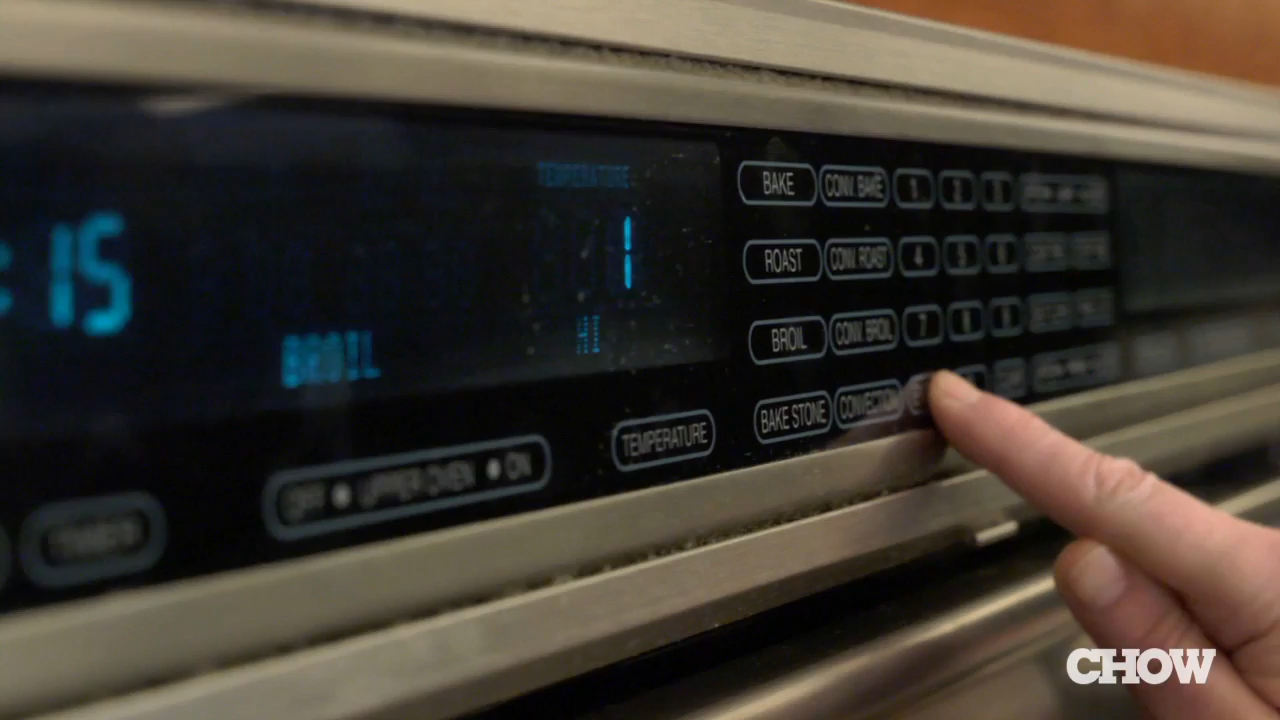 TEMPERATURE
: 15
1
BROIL HI
BAKE CONV. BAKE 1 2 3
ROAST CONV. ROAST 4 5 6
BROIL CONV. BROIL 7 8 9
BAKE STONE CONVECTION
TEMPERATURE
OFF • UPPER OVEN • ON
TIMER
CHOW